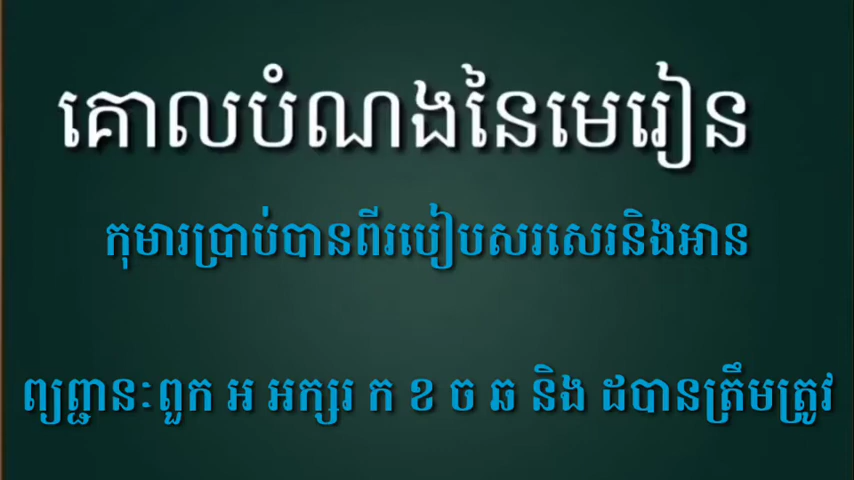 គោលបំណងនៃមេរៀន
កុមារប្រាប់បានពីរបៀបសរសេរនិងអាន
ព្យព្ជានៈពួក អ អក្សរ ក ខ ច ឆ និង ដបានត្រឹមត្រូវ